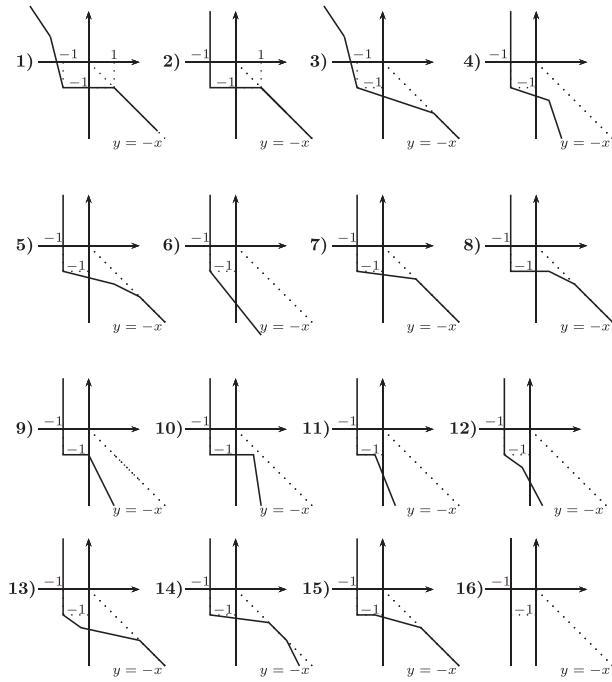 1) −1 1 2) −1 1 3) −1 4) −1
−1 −1 −1 −1
y = −x y = −x y = −x y = −x
5) −1 6) −1 7) −1 8) −1
−1 −1 −1 −1
y = −x y = −x y = −x y = −x
9) −1 10) −1 11) −1 12) −1
−1 −1 −1 −1
y = −x y = −x y = −x y = −x
13) −1 14) −1 15) −1 16) −1
−1 −1 −1 −1
y = −x y = −x y = −x y = −x